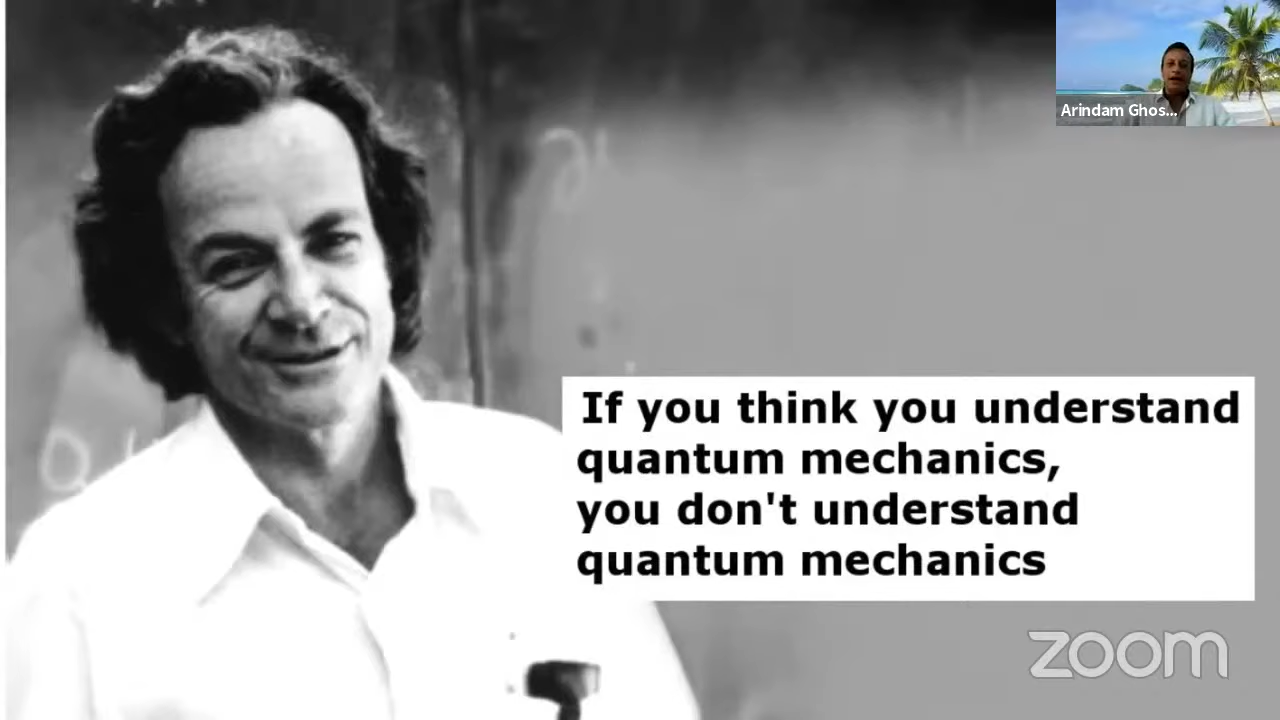 Arindam Ghos...
If you think you understand
quantum mechanics,
you don't understand
quantum mechanics
zoom